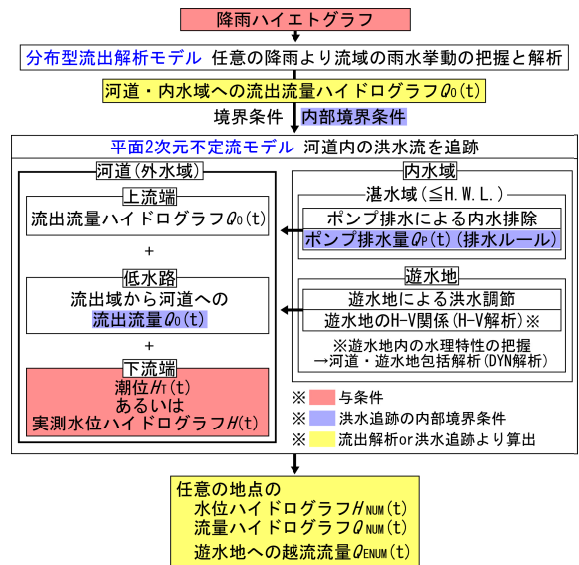 降雨ハイエトグラフ
分布型流出解析モデル 任意の降雨より流域の雨水挙動の把握と解析
河道・内水域への流出流量ハイドログラフQ0(t)
境界条件 内部境界条件
平面2次元不定流モデル 河道内の洪水流を追跡
河道(外水域)
上流端
流出流量ハイドログラフQ0(t)
+
低水路
流出域から河道への
流出流量Q0(t)
+
下流端
潮位HT(t)
あるいは
実測水位ハイドログラフH(t)
内水域
湛水域(≦H.W.L.)
ポンプ排水による内水排除
ポンプ排水量QP(t)(排水ルール)
遊水地
遊水地による洪水調節
遊水地のH-V関係(H-V解析)※
※遊水地内の水理特性の把握
→河道・遊水地包括解析(DYN解析)
※ 与条件
※ 洪水追跡の内部境界条件
※ 流出解析or洪水追跡より算出
任意の地点の
水位ハイドログラフHNUM(t)
流量ハイドログラフQNUM(t)
遊水地への越流流量QENUM(t)